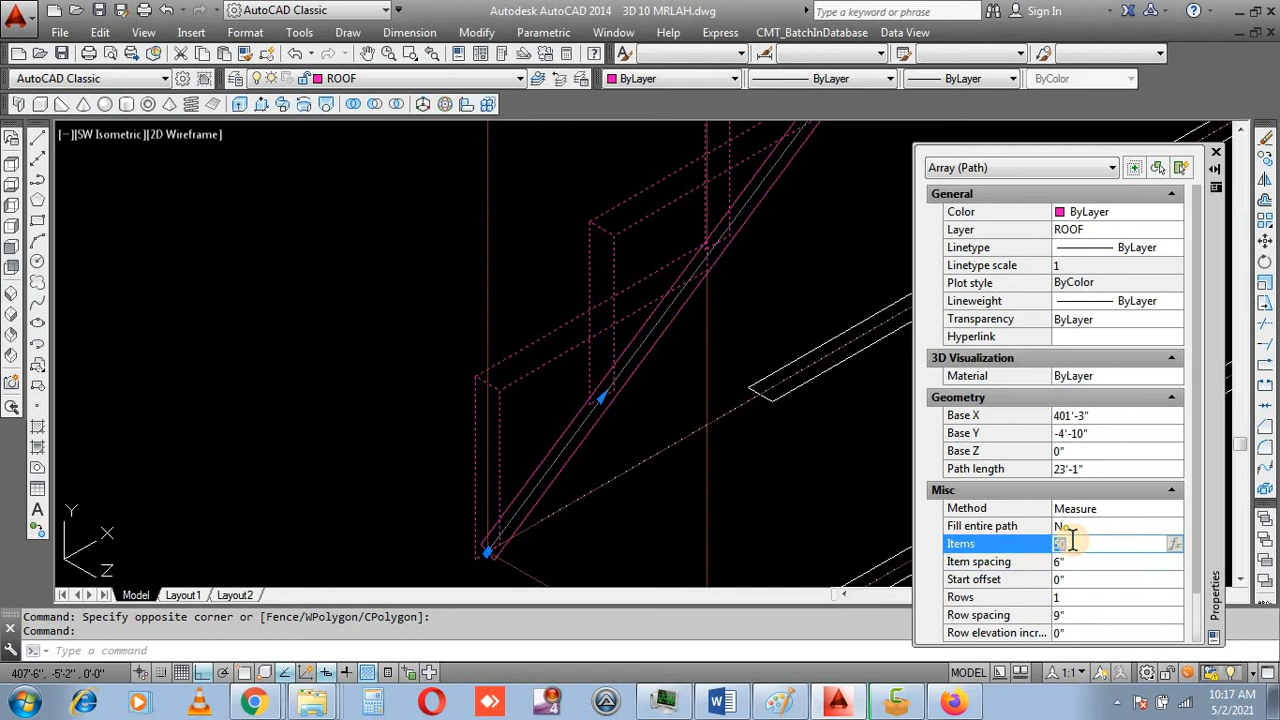 AutoCAD Classic
Autodesk AutoCAD 2014 3D 10 MRLAH.dwg
Type a keyword or phrase
Sign In
File Edit View Insert Format Tools Draw Dimension Modify Parametric Window Help Express CMT_BatchInDatabase Data View
AutoCAD Classic
ROOF
ByLayer
ByLayer
ByLayer
ByColor
[−]|SW Isometric]|2D Wireframe]
Array (Path)
General
Color ByLayer
Layer ROOF
Linetype ByLayer
Linetype scale 1
Plot style ByColor
Lineweight ByLayer
Transparency ByLayer
Hyperlink
3D Visualization
Material ByLayer
Geometry
Base X 401'-3"
Base Y -4'-10"
Base Z 0"
Path length 23'-1"
Misc
Method Measure
Fill entire path No
Items 50
Item spacing 6"
Start offset 0"
Rows 1
Row spacing 9"
Row elevation incr... 0"
Properties
Y
X
Z
Model Layout1 Layout2
Command: Specify opposite corner or [Fence/WPolygon/CPolygon]:
Command:
Type a command
407'-6", -5'-2", 0'-0"
MODEL
1:1
10:17 AM
5/2/2021